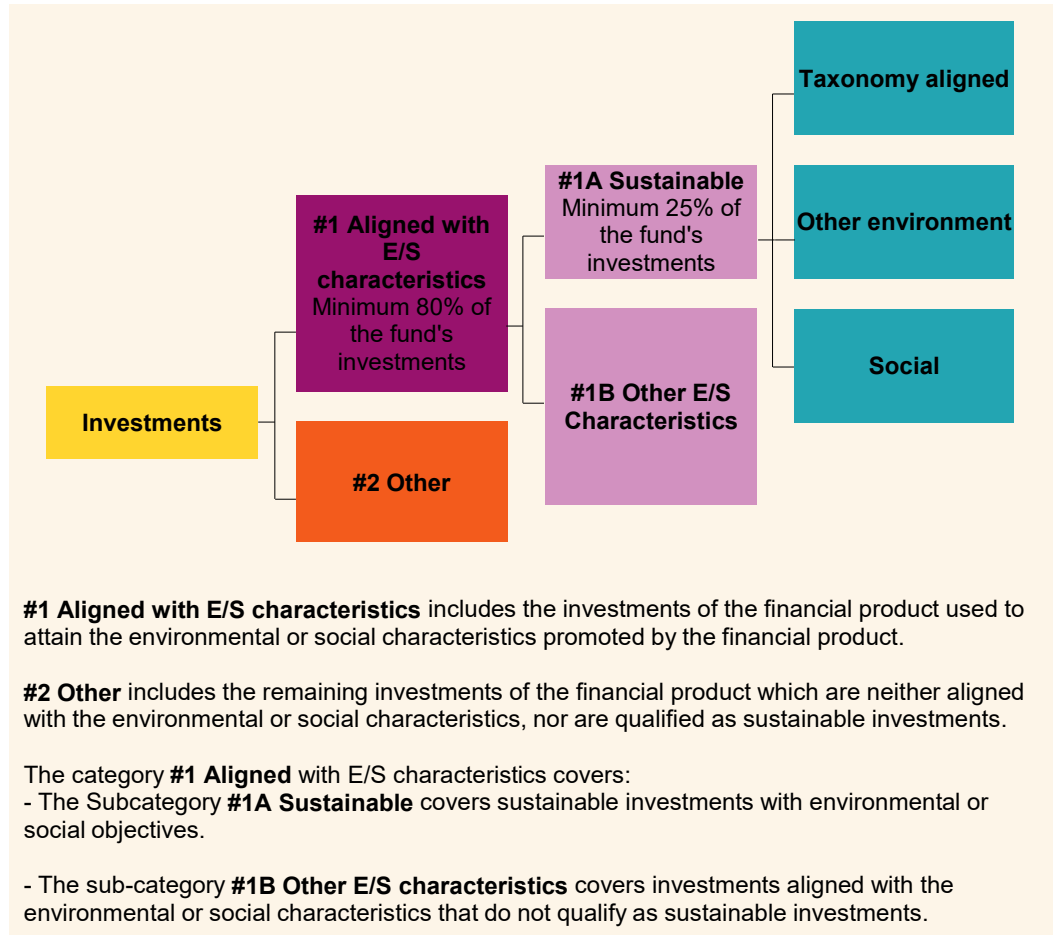 Taxonomy aligned
#1A Sustainable
Minimum 25% of
the fund's
investments
Other environment
#1 Aligned with
E/S
characteristics
Minimum 80% of
the fund's
investments
Social
#1B Other E/S
Characteristics
Investments
#2 Other
#1 Aligned with E/S characteristics includes the investments of the financial product used to
attain the environmental or social characteristics promoted by the financial product.
#2 Other includes the remaining investments of the financial product which are neither aligned
with the environmental or social characteristics, nor are qualified as sustainable investments.
The category #1 Aligned with E/S characteristics covers:
- The Subcategory #1A Sustainable covers sustainable investments with environmental or
social objectives.
- The sub-category #1B Other E/S characteristics covers investments aligned with the
environmental or social characteristics that do not qualify as sustainable investments.